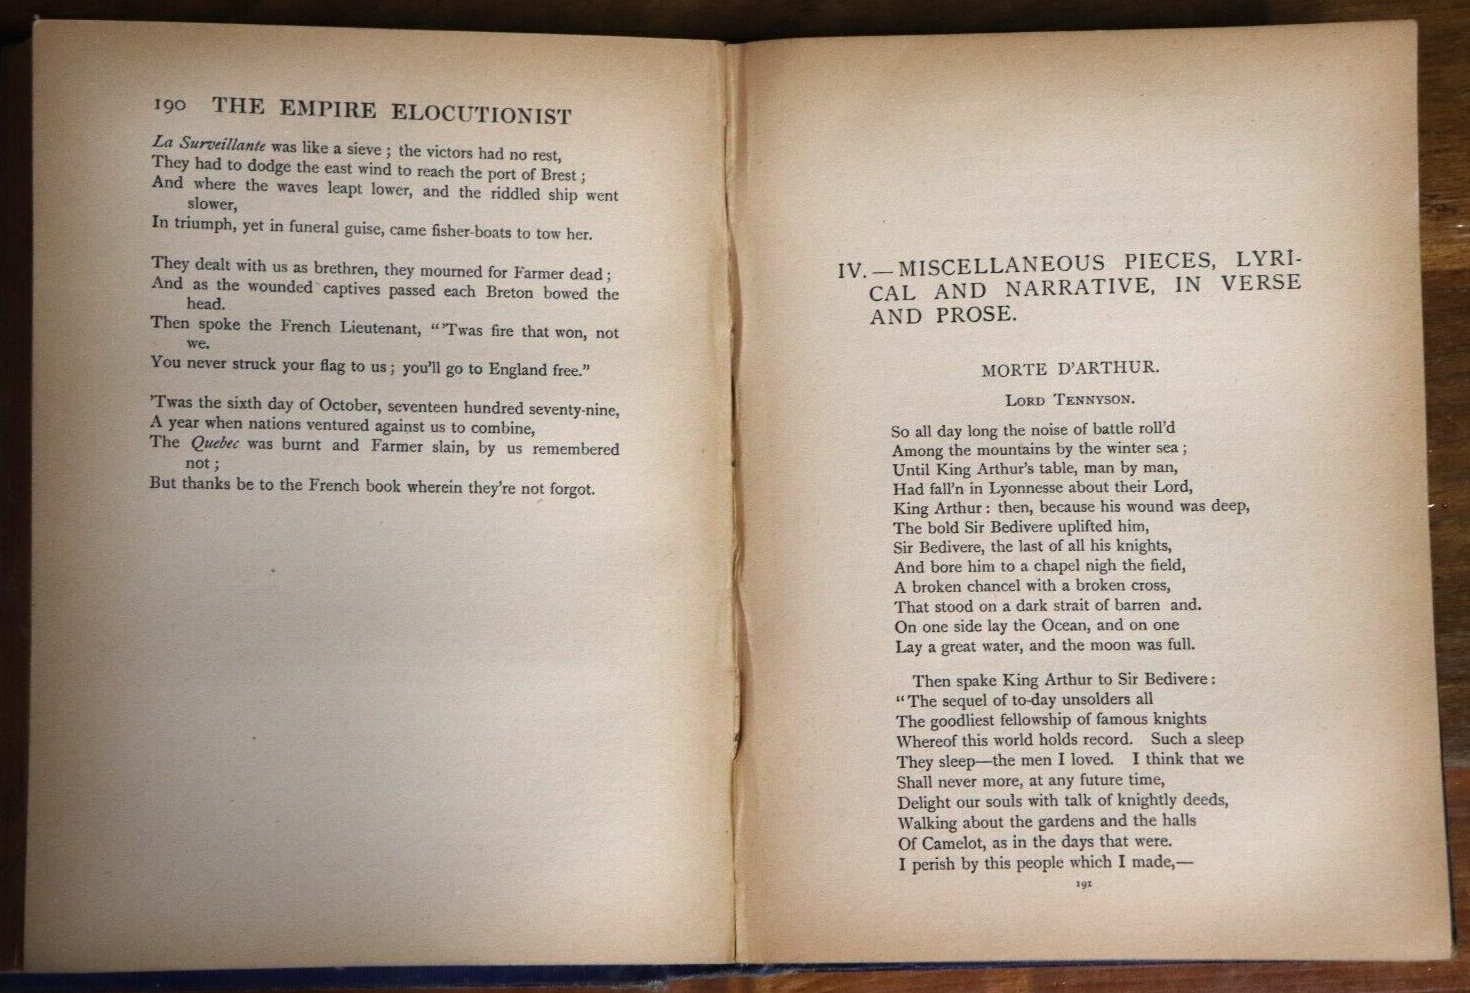 190 THE EMPIRE ELOCUTIONIST
La Surveillante was like a sieve ; the victors had no rest,
They had to dodge the east wind to reach the port of Brest ;
And where the waves leapt lower, and the riddled ship went
slower,
In triumph, yet in funeral guise, came fisher-boats to tow her.
They dealt with us as brethren, they mourned for Farmer dead ;
And as the wounded captives passed each Breton bowed the
head.
Then spoke the French Lieutenant, “’Twas fire that won, not
we.
You never struck your flag to us ; you’ll go to England free.”
’Twas the sixth day of October, seventeen hundred seventy-nine,
A year when nations ventured against us to combine,
The Quebec was burnt and Farmer slain, by us remembered
not ;
But thanks be to the French book wherein they’re not forgot.
IV. — MISCELLANEOUS PIECES, LYRI-
CAL AND NARRATIVE, IN VERSE
AND PROSE.
MORTE D’ARTHUR.
LORD TENNYSON.
So all day long the noise of battle roll’d
Among the mountains by the winter sea ;
Until King Arthur’s table, man by man,
Had fall’n in Lyonnesse about their Lord,
King Arthur : then, because his wound was deep,
The bold Sir Bedivere uplifted him,
Sir Bedivere, the last of all his knights,
And bore him to a chapel nigh the field,
A broken chancel with a broken cross,
That stood on a dark strait of barren and.
On one side lay the Ocean, and on one
Lay a great water, and the moon was full.
Then spake King Arthur to Sir Bedivere :
“ The sequel of to-day unsolders all
The goodliest fellowship of famous knights
Whereof this world holds record. Such a sleep
They sleep—the men I loved. I think that we
Shall never more, at any future time,
Delight our souls with talk of knightly deeds,
Walking about the gardens and the halls
Of Camelot, as in the days that were.
I perish by this people which I made,—
191